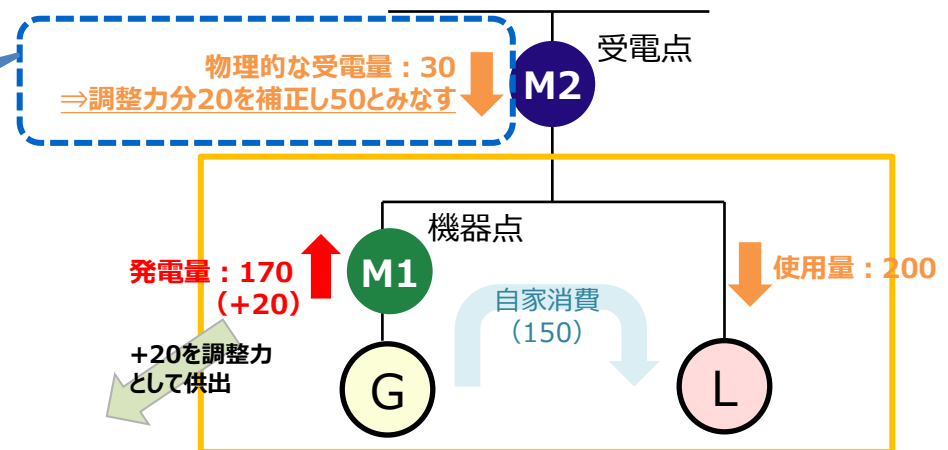 物理的な受電量：30
⇒調整力分20を補正し50とみなす
M2
受電点
機器点
M1
発電量：170
（+20）
使用量：200
自家消費
（150）
+20を調整力
として供出
G
L